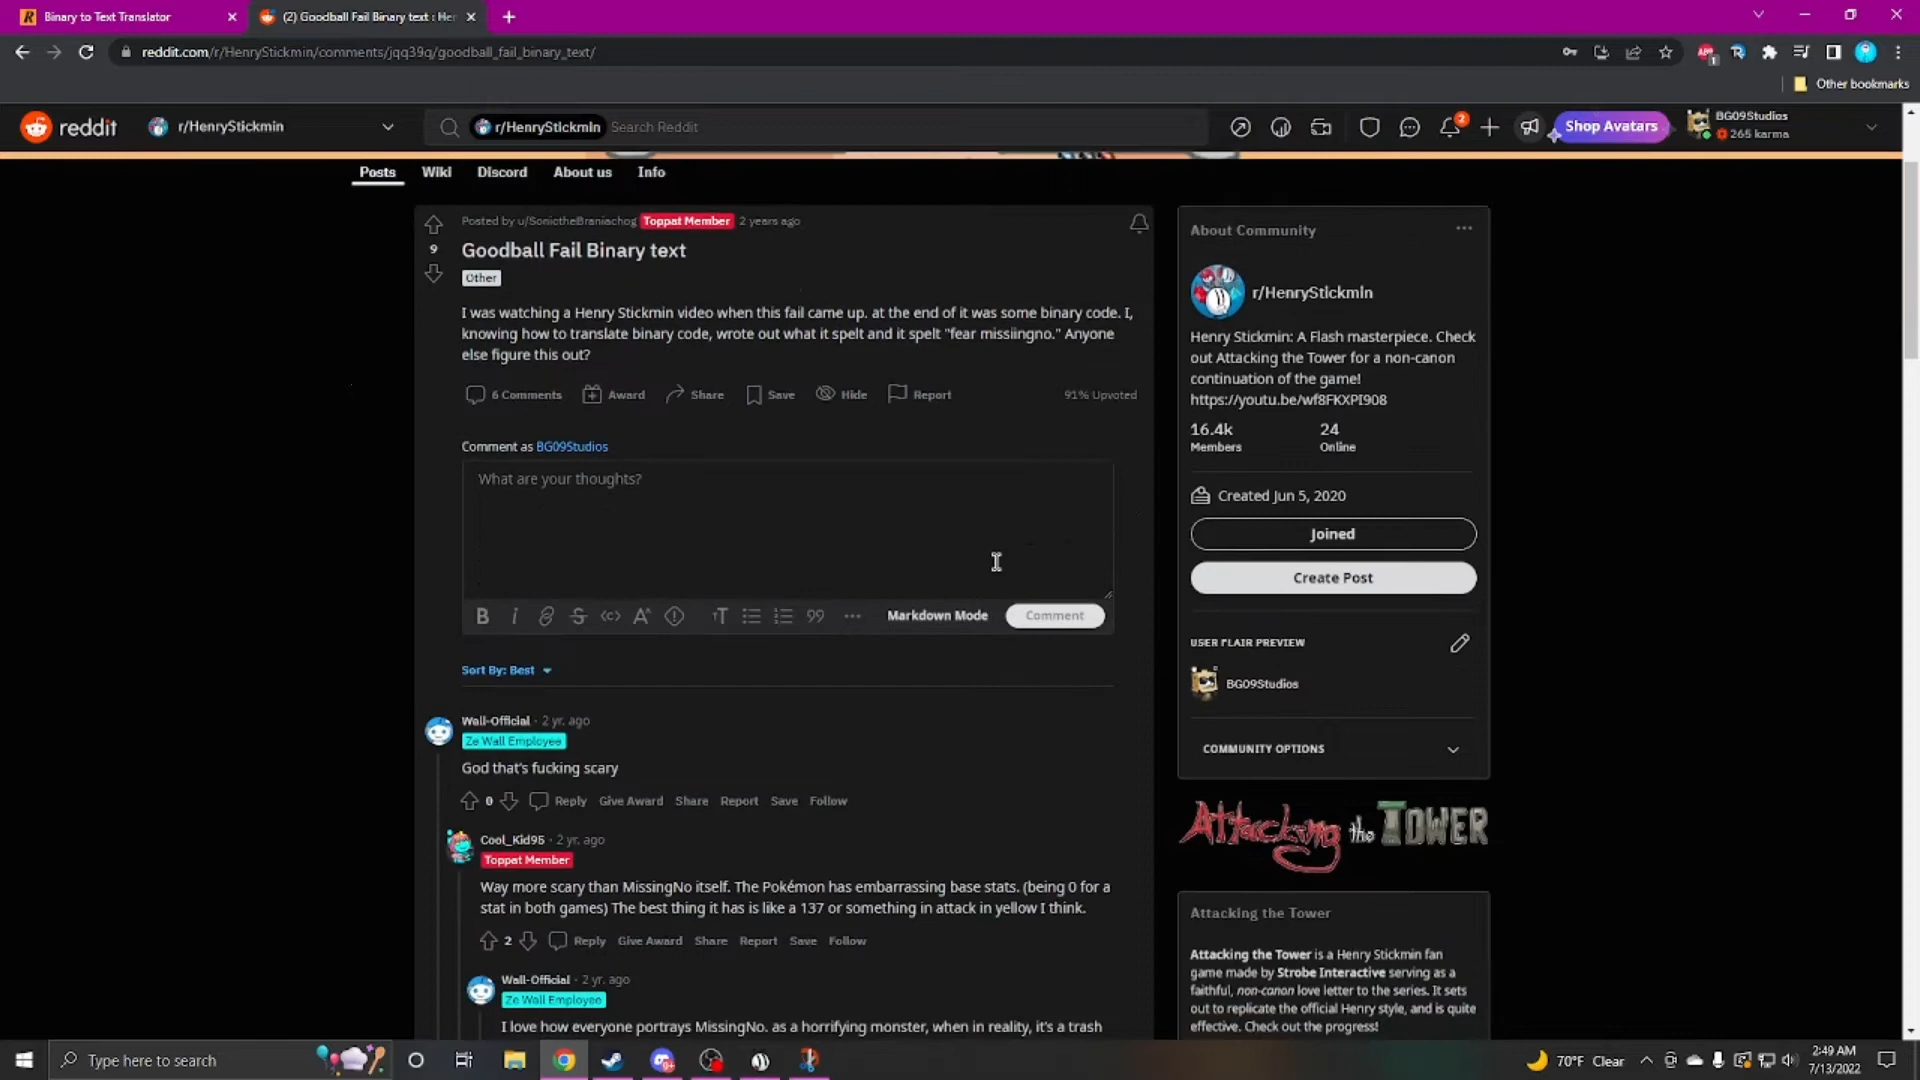 Binary to Text Translator
(2) Goodball Fail Binary text : Her
reddit.com/r/HenryStickmin/comments/jqq39q/goodball_fail_binary_text/
Other bookmarks
reddit
r/HenryStickmin
r/HenryStickmin
Search Reddit
2
Shop Avatars
BG09Studios
265 karma
Posts
Wiki
Discord
About us
Info
Posted by u/SonictheBraniachog Toppat Member 2 years ago
9
Goodball Fail Binary text
Other
I was watching a Henry Stickmin video when this fail came up. at the end of it was some binary code. I,
knowing how to translate binary code, wrote out what it spelt and it spelt "fear missiingno." Anyone
else figure this out?
6 Comments
Award
Share
Save
Hide
Report
91% Upvoted
Comment as BG09Studios
What are your thoughts?
Markdown Mode
Comment
Sort By: Best
Wall-Official · 2 yr. ago
Ze Wall Employee
God that's fucking scary
0 Reply Give Award Share Report Save Follow
Cool_Kid95 · 2 yr. ago
Toppat Member
Way more scary than MissingNo itself. The Pokémon has embarrassing base stats. (being 0 for a
stat in both games) The best thing it has is like a 137 or something in attack in yellow I think.
2 Reply Give Award Share Report Save Follow
Wall-Official · 2 yr. ago
Ze Wall Employee
I love how everyone portrays MissingNo. as a horrifying monster, when in reality, it's a trash
About Community
r/HenryStickmin
Henry Stickmin: A Flash masterpiece. Check
out Attacking the Tower for a non-canon
continuation of the game!
https://youtu.be/wf8FKXPI908
16.4k
Members
24
Online
Created Jun 5, 2020
Joined
Create Post
USER FLAIR PREVIEW
BG09Studios
COMMUNITY OPTIONS
Attacking the TOWER
Attacking the Tower
Attacking the Tower is a Henry Stickmin fan
game made by Strobe Interactive serving as a
faithful, non-canon love letter to the series. It sets
out to replicate the official Henry style, and is quite
effective. Check out the progress!
Type here to search
70°F Clear
2:49 AM
7/13/2022